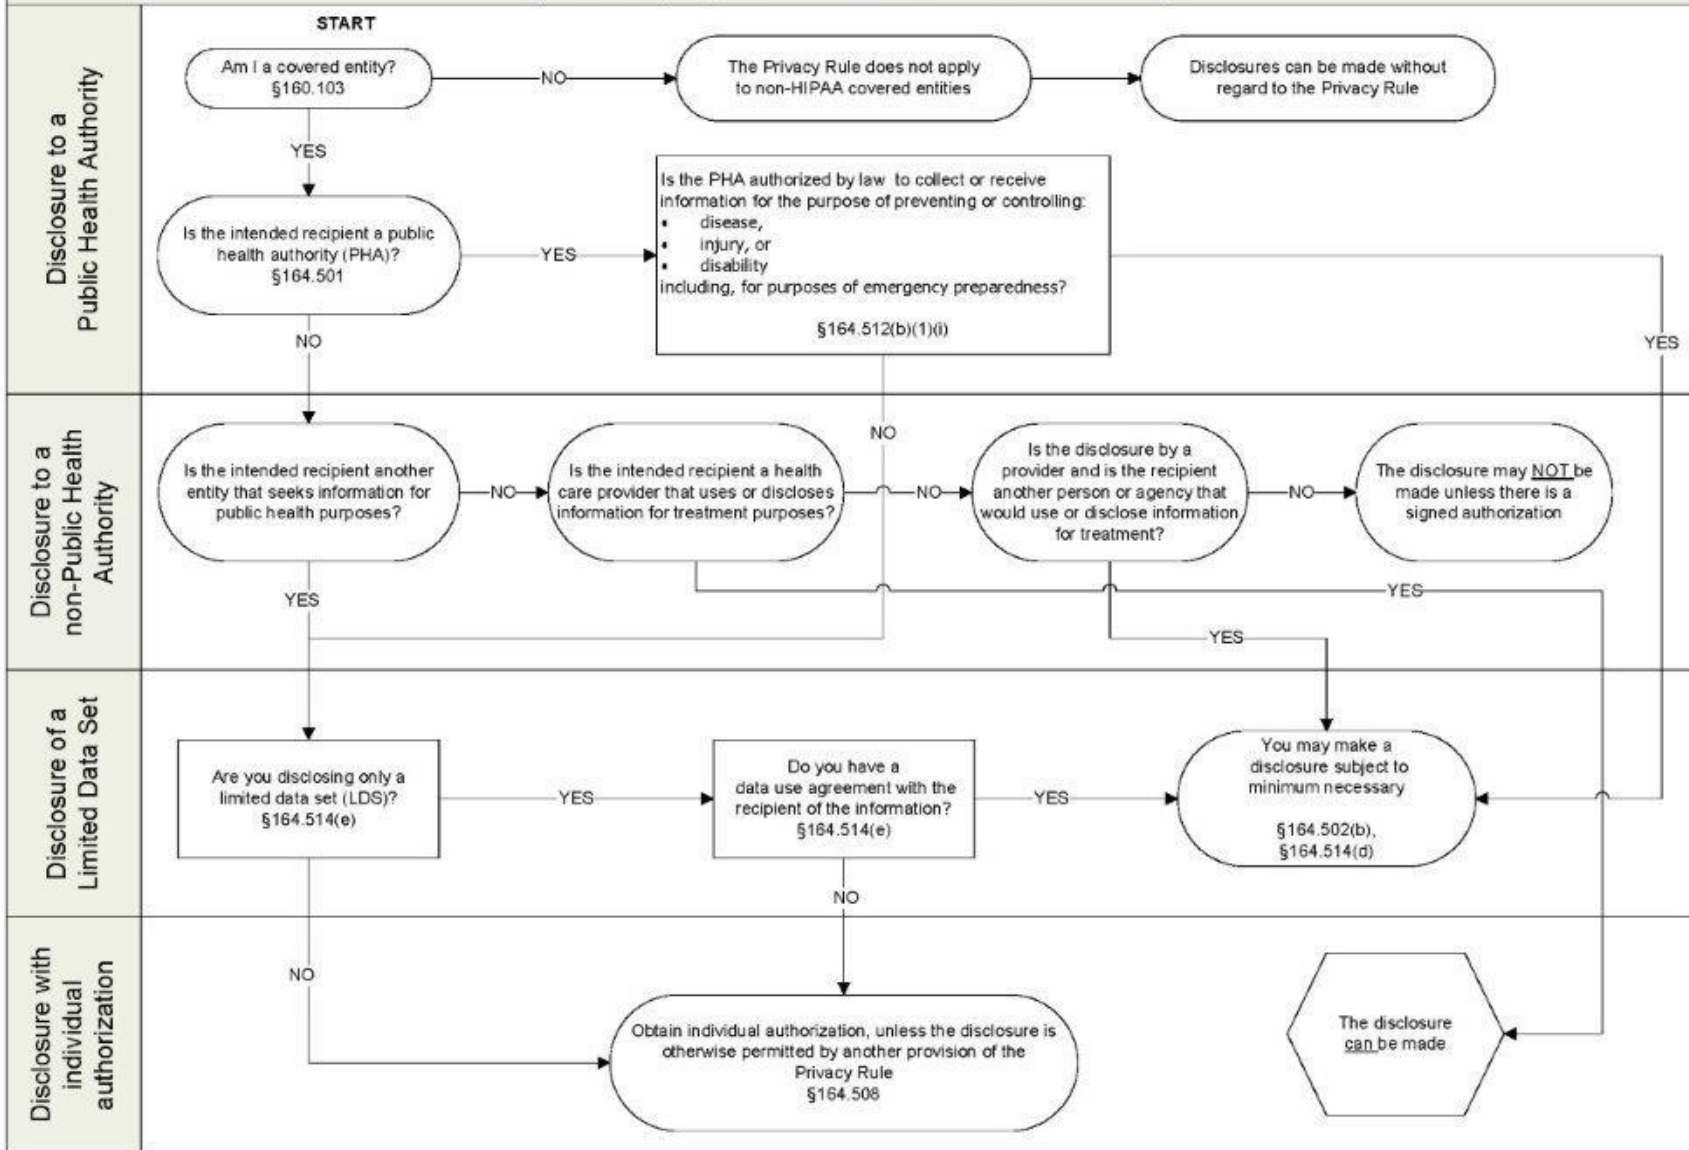 START
Am I a covered entity?
§160.103
NO
The Privacy Rule does not apply
to non-HIPAA covered entities
Disclosures can be made without
regard to the Privacy Rule
YES
Disclosure to a
Public Health Authority
Is the intended recipient a public
health authority (PHA)?
§164.501
YES
Is the PHA authorized by law to collect or receive
information for the purpose of preventing or controlling:
• disease,
• injury, or
• disability
including, for purposes of emergency preparedness?
§164.512(b)(1)(i)
YES
NO
NO
Disclosure to a
non-Public Health
Authority
Is the intended recipient another
entity that seeks information for
public health purposes?
NO
Is the intended recipient a health
care provider that uses or discloses
information for treatment purposes?
NO
Is the disclosure by a
provider and is the recipient
another person or agency that
would use or disclose information
for treatment?
NO
The disclosure may NOT be
made unless there is a
signed authorization
YES
YES
YES
Disclosure of a
Limited Data Set
Are you disclosing only a
limited data set (LDS)?
§164.514(e)
YES
Do you have a
data use agreement with the
recipient of the information?
§164.514(e)
YES
You may make a
disclosure subject to
minimum necessary
§164.502(b),
§164.514(d)
NO
NO
Disclosure with
individual
authorization
Obtain individual authorization, unless the disclosure is
otherwise permitted by another provision of the
Privacy Rule
§164.508
The disclosure
can be made